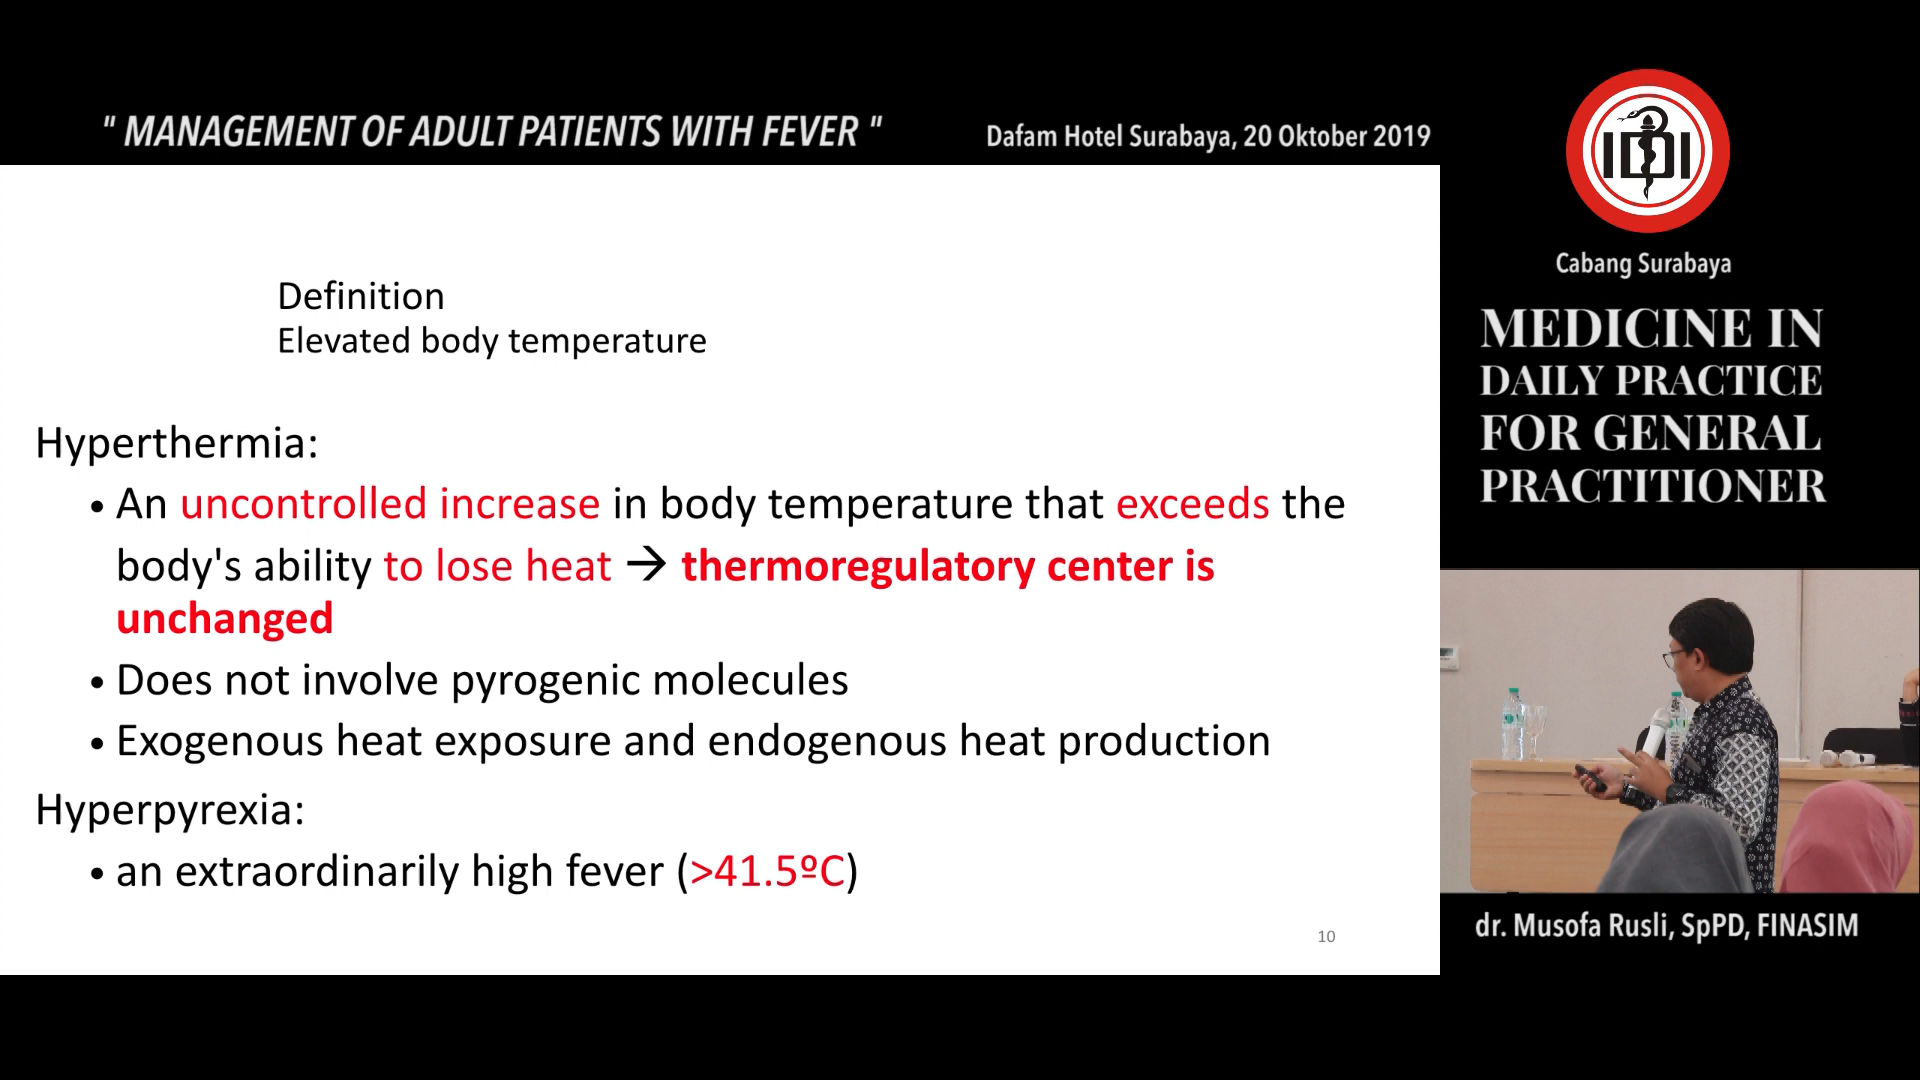 " MANAGEMENT OF ADULT PATIENTS WITH FEVER "
Dafam Hotel Surabaya, 20 Oktober 2019
IDI
Cabang Surabaya
MEDICINE IN
DAILY PRACTICE
FOR GENERAL
PRACTITIONER
Definition
Elevated body temperature
Hyperthermia:
• An uncontrolled increase in body temperature that exceeds the
body's ability to lose heat → thermoregulatory center is
unchanged
• Does not involve pyrogenic molecules
• Exogenous heat exposure and endogenous heat production
Hyperpyrexia:
• an extraordinarily high fever (>41.5ºC)
10
dr. Musofa Rusli, SpPD, FINASIM